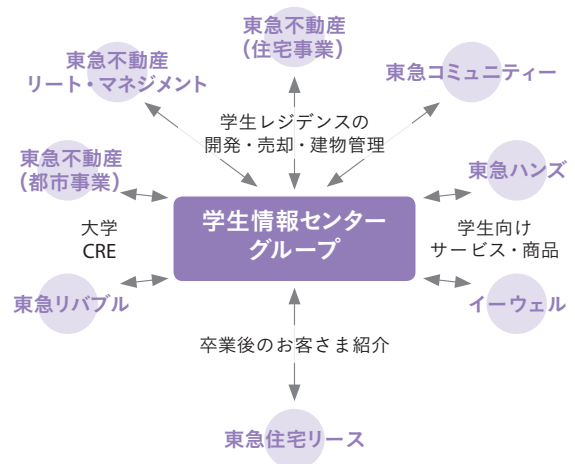 東急不動産
(住宅事業)
東急不動産
リート・マネジメント
東急コミュニティー
学生レジデンスの
開発・売却・建物管理
東急不動産
(都市事業)
東急ハンズ
学生情報センター
グループ
大学
CRE
学生向け
サービス・商品
東急リバブル
イーウェル
卒業後のお客さま紹介
東急住宅リース